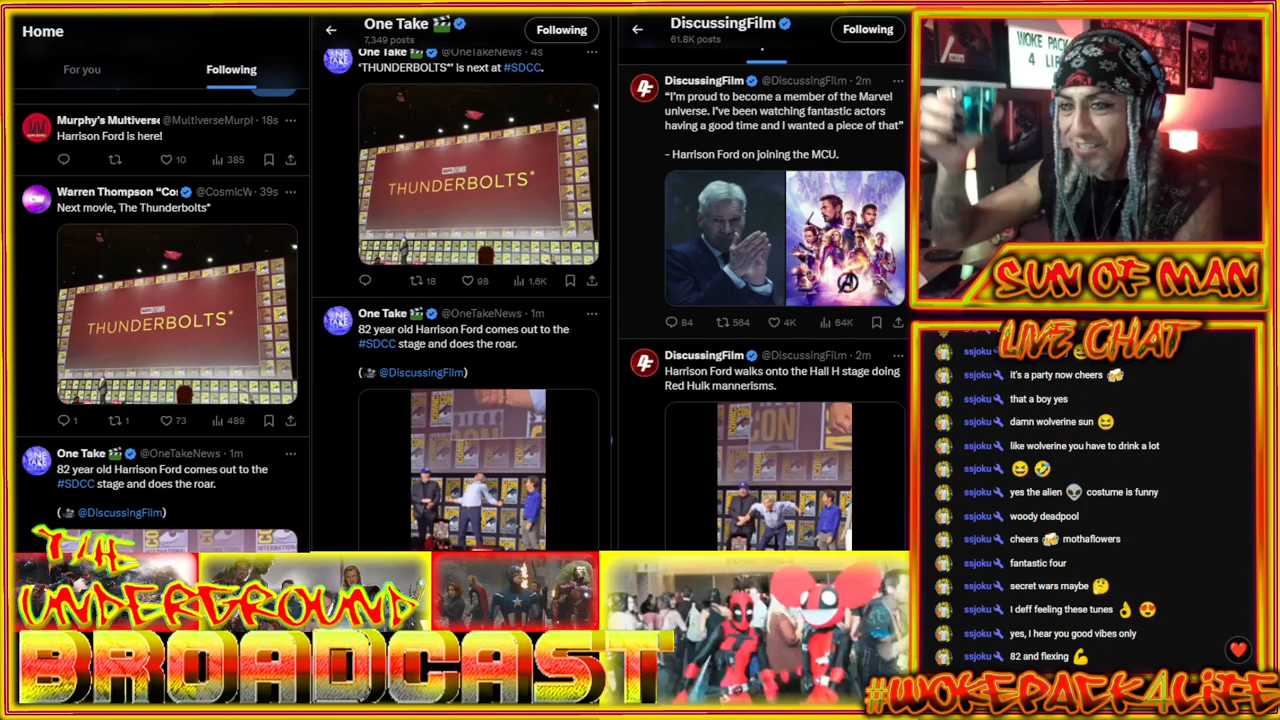 Home
For you
Following
Murphy's Multivers
@MultiverseMurpl · 18s
Harrison Ford is here!
10
385
Warren Thompson "Co
@CosmicW · 39s
Next movie, The Thunderbolts*
THUNDERBOLTS*
1
1
73
489
One Take
@OneTakeNews · 1m
82 year old Harrison Ford comes out to the
#SDCC stage and does the roar.
( @DiscussingFilm)
One Take
7,349 posts
Following
One Take
@OneTakeNews · 4s
'THUNDERBOLTS*' is next at #SDCC.
THUNDERBOLTS*
18
98
1.6K
One Take
@OneTakeNews · 1m
82 year old Harrison Ford comes out to the
#SDCC stage and does the roar.
( @DiscussingFilm)
COMIC CON
DiscussingFilm
61.8K posts
Following
DiscussingFilm
@DiscussingFilm · 2m
"I'm proud to become a member of the Marvel
universe. I've been watching fantastic actors
having a good time and I wanted a piece of that"
– Harrison Ford on joining the MCU.
84
564
4K
64K
DiscussingFilm
@DiscussingFilm · 2m
Harrison Ford walks onto the Hall H stage doing
Red Hulk mannerisms.
CON
WOKE PACK
4 LIF
SUN OF MAN
LIVE CHAT
ssjoku
ssjoku it's a party now cheers
ssjoku that a boy yes
ssjoku damn wolverine sun
ssjoku like wolverine you have to drink a lot
ssjoku
ssjoku yes the alien costume is funny
ssjoku woody deadpool
ssjoku cheers mothaflowers
ssjoku fantastic four
ssjoku secret wars maybe
ssjoku I deff feeling these tunes
ssjoku yes, I hear you good vibes only
ssjoku 82 and flexing
THE
UNDERGROUND
BROADCAST
#WOKEPACK4LIFE